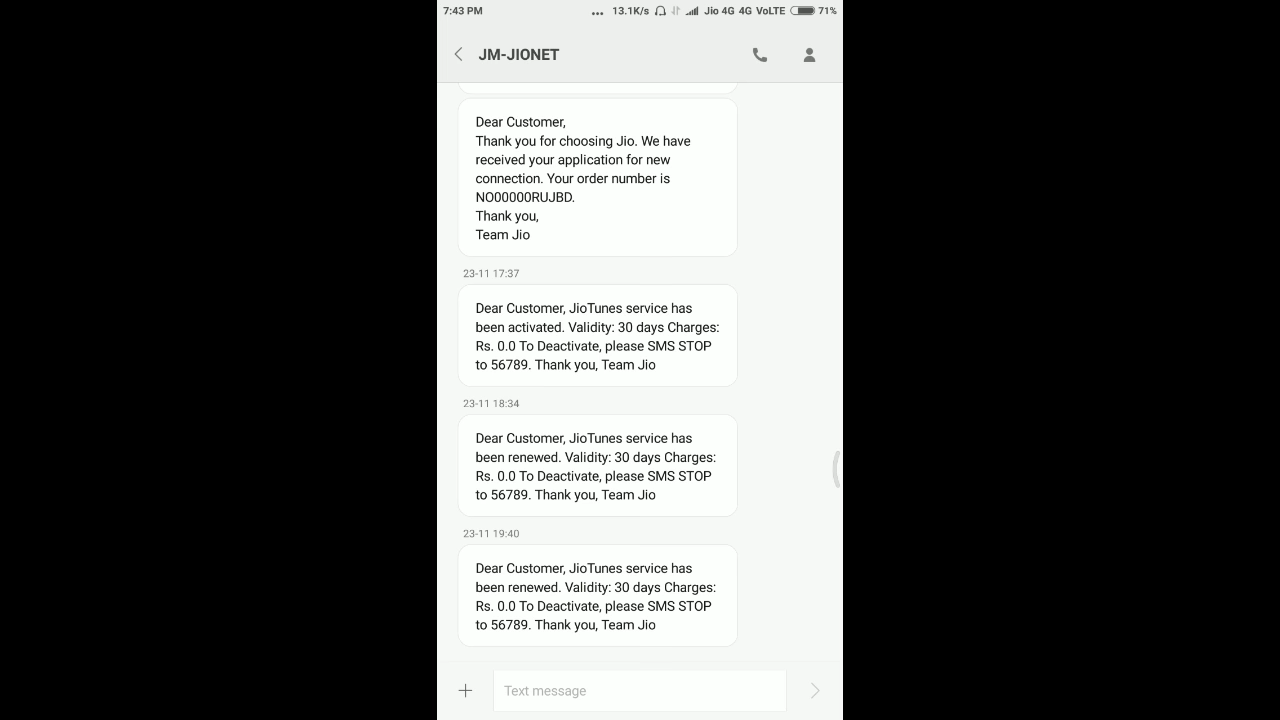 7:43 PM ... 13.1K/s Jio 4G 4G VoLTE 71%
JM-JIONET
Dear Customer,
Thank you for choosing Jio. We have
received your application for new
connection. Your order number is
NO00000RUJBD.
Thank you,
Team Jio
23-11 17:37
Dear Customer, JioTunes service has
been activated. Validity: 30 days Charges:
Rs. 0.0 To Deactivate, please SMS STOP
to 56789. Thank you, Team Jio
23-11 18:34
Dear Customer, JioTunes service has
been renewed. Validity: 30 days Charges:
Rs. 0.0 To Deactivate, please SMS STOP
to 56789. Thank you, Team Jio
23-11 19:40
Dear Customer, JioTunes service has
been renewed. Validity: 30 days Charges:
Rs. 0.0 To Deactivate, please SMS STOP
to 56789. Thank you, Team Jio
Text message